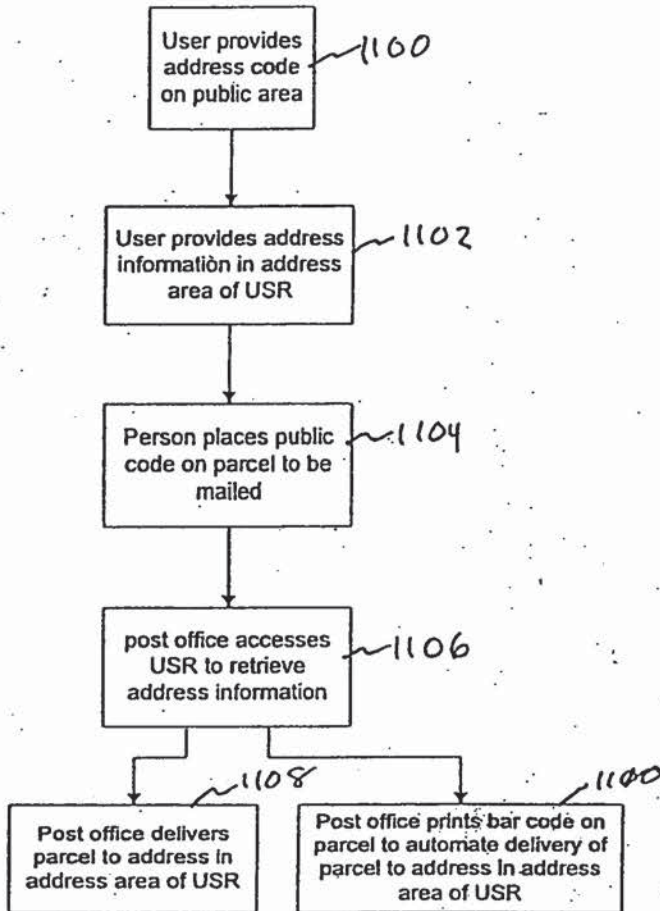 User provides
address code
on public area
1100
User provides address
information in address
area of USR
1102
Person places public
code on parcel to be
mailed
1104
post office accesses
USR to retrieve
address information
1106
1108
Post office delivers
parcel to address in
address area of USR
1100
Post office prints bar code on
parcel to automate delivery of
parcel to address in address
area of USR